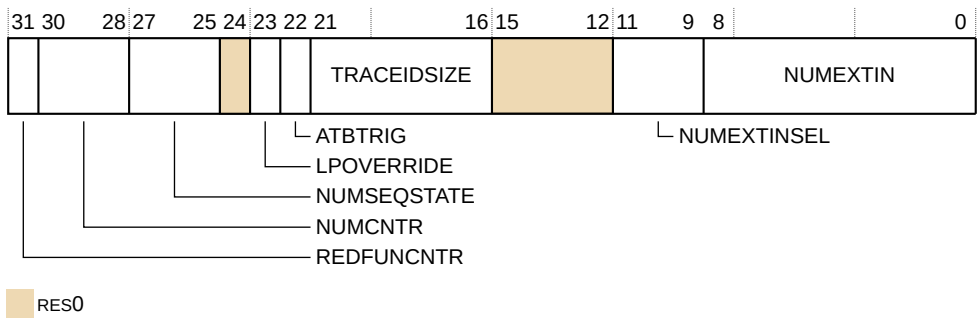 31 30 28 27 25 24 23 22 21 16 15 12 11 9 8 0
TRACEIDSIZE NUMEXTIN
ATBTRIG NUMEXTINSEL
LPOVERRIDE
NUMSEQSTATE
NUMCNTR
REDFUNCNTR
RES0